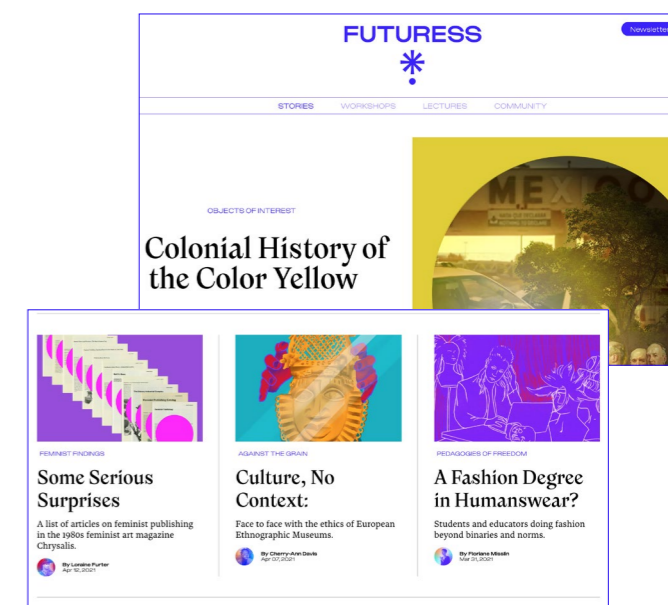 FUTURESS
Newsletter
STORIES WORKSHOPS LECTURES COMMUNITY
OBJECTS OF INTEREST
Colonial History of
the Color Yellow
MEXICO
FEMINIST FINDINGS
Some Serious
Surprises
A list of articles on feminist publishing
in the 1980s feminist art magazine
Chrysalis.
By Loraine Furter
Apr 12, 2021
AGAINST THE GRAIN
Culture, No
Context:
Face to face with the ethics of European
Ethnographic Museums.
By Cherry-Ann Davis
Apr 07, 2021
PEDAGOGIES OF FREEDOM
A Fashion Degree
in Humanswear?
Students and educators doing fashion
beyond binaries and norms.
By Floriane Misslin
Mar 31, 2021